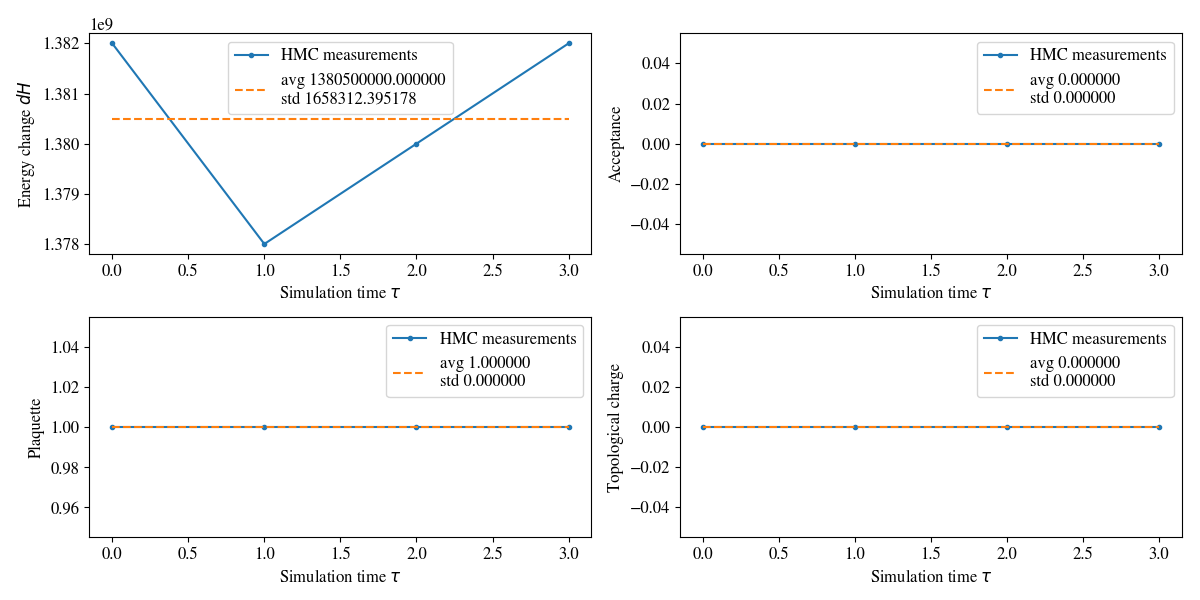 1e9
1.382
1.381
1.380
1.379
1.378
Energy change dH
HMC measurements
avg 1380500000.000000
std 1658312.395178
0.0 0.5 1.0 1.5 2.0 2.5 3.0
Simulation time τ
0.04
0.02
0.00
−0.02
−0.04
Acceptance
HMC measurements
avg 0.000000
std 0.000000
0.0 0.5 1.0 1.5 2.0 2.5 3.0
Simulation time τ
1.04
1.02
1.00
0.98
0.96
Plaquette
HMC measurements
avg 1.000000
std 0.000000
0.0 0.5 1.0 1.5 2.0 2.5 3.0
Simulation time τ
0.04
0.02
0.00
−0.02
−0.04
Topological charge
HMC measurements
avg 0.000000
std 0.000000
0.0 0.5 1.0 1.5 2.0 2.5 3.0
Simulation time τ